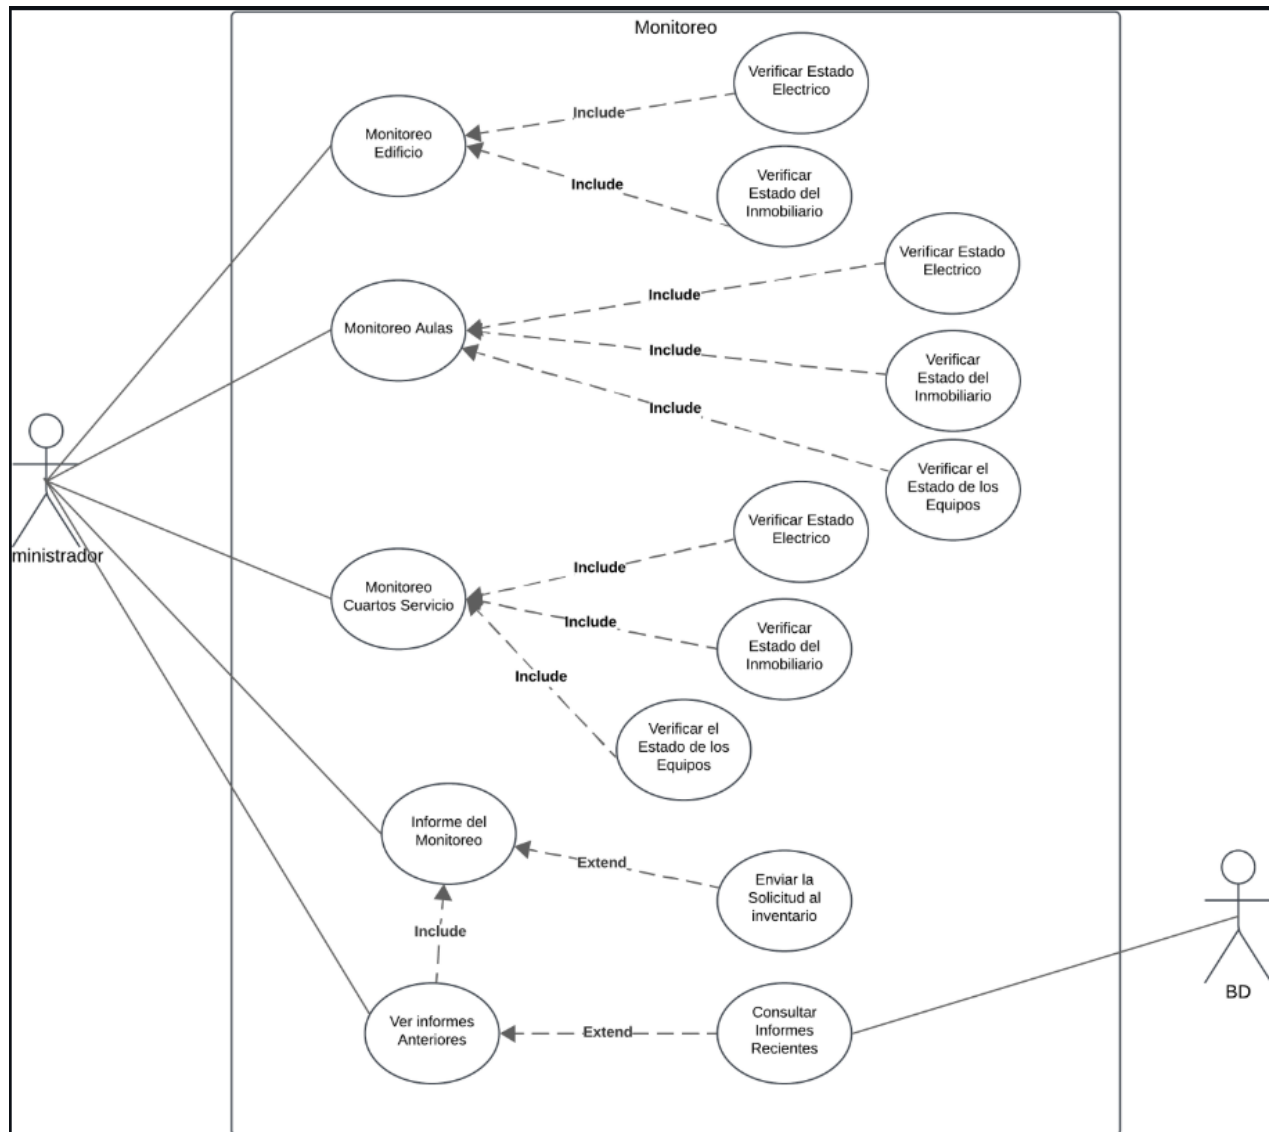 Monitoreo
Verificar Estado
Electrico
Include
Monitoreo
Edificio
Include
Verificar
Estado del
Inmobiliario
Verificar Estado
Electrico
Include
Monitoreo Aulas
Include
Verificar
Estado del
Inmobiliario
Include
Verificar el
Estado de los
Equipos
Verificar Estado
Electrico
ministrador
Include
Monitoreo
Cuartos Servicio
Include
Verificar
Estado del
Inmobiliario
Include
Verificar el
Estado de los
Equipos
Informe del
Monitoreo
Extend
Enviar la
Solicitud al
inventario
Include
BD
Ver informes
Anteriores
Extend
Consultar
Informes
Recientes